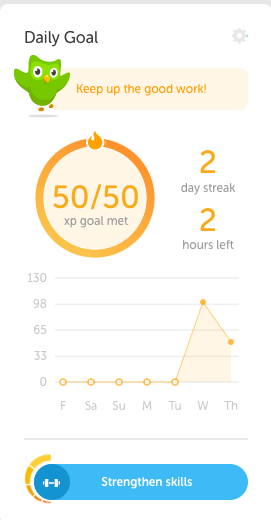 Daily Goal
Keep up the good work!
50/50
xp goal met
2
day streak
2
hours left
130
98
65
33
0
F Sa Su M Tu W Th
Strengthen skills